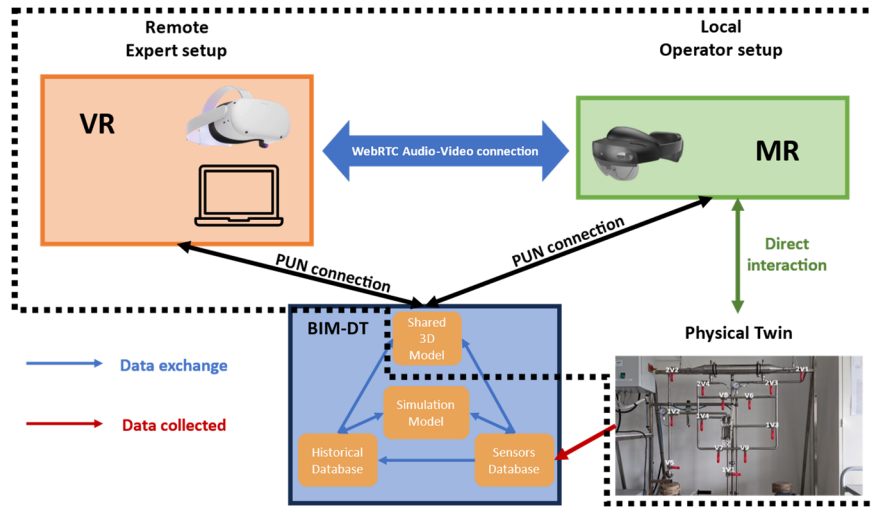 Remote
Expert setup
Local
Operator setup
VR
WebRTC Audio-Video connection
MR
PUN connection
PUN connection
Direct
interaction
BIM-DT
Shared
3D
Model
Physical Twin
Data exchange
Simulation
Model
Data collected
Historical
Database
Sensors
Database
2V2
2V1
2V4
2V3
V8
V6
1V2
1V4
1V3
V7
V9
1V1